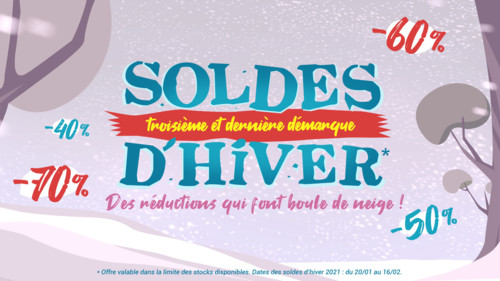 -60%
SOLDES
troisième et dernière démarque
-40%
D'HIVER*
-70%
Des réductions qui font boule de neige !
-50%
* Offre valable dans la limite des stocks disponibles. Dates des soldes d'hiver 2021 : du 20/01 au 16/02.